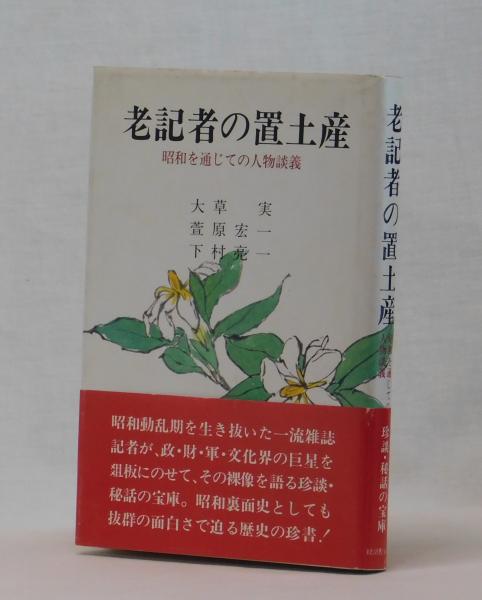 老記者の置土産
昭和を通じての人物談義
大草 実
萱原宏一
下村亮一
昭和動乱期を生き抜いた一流雑誌
記者が、政・財・軍・文化界の巨星を
爼板にのせて、その裸像を語る珍談・
秘話の宝庫。昭和裏面史としても
抜群の面白さで迫る歴史の珍書!
老記者の置土産
人物談義
珍談・秘話の宝庫